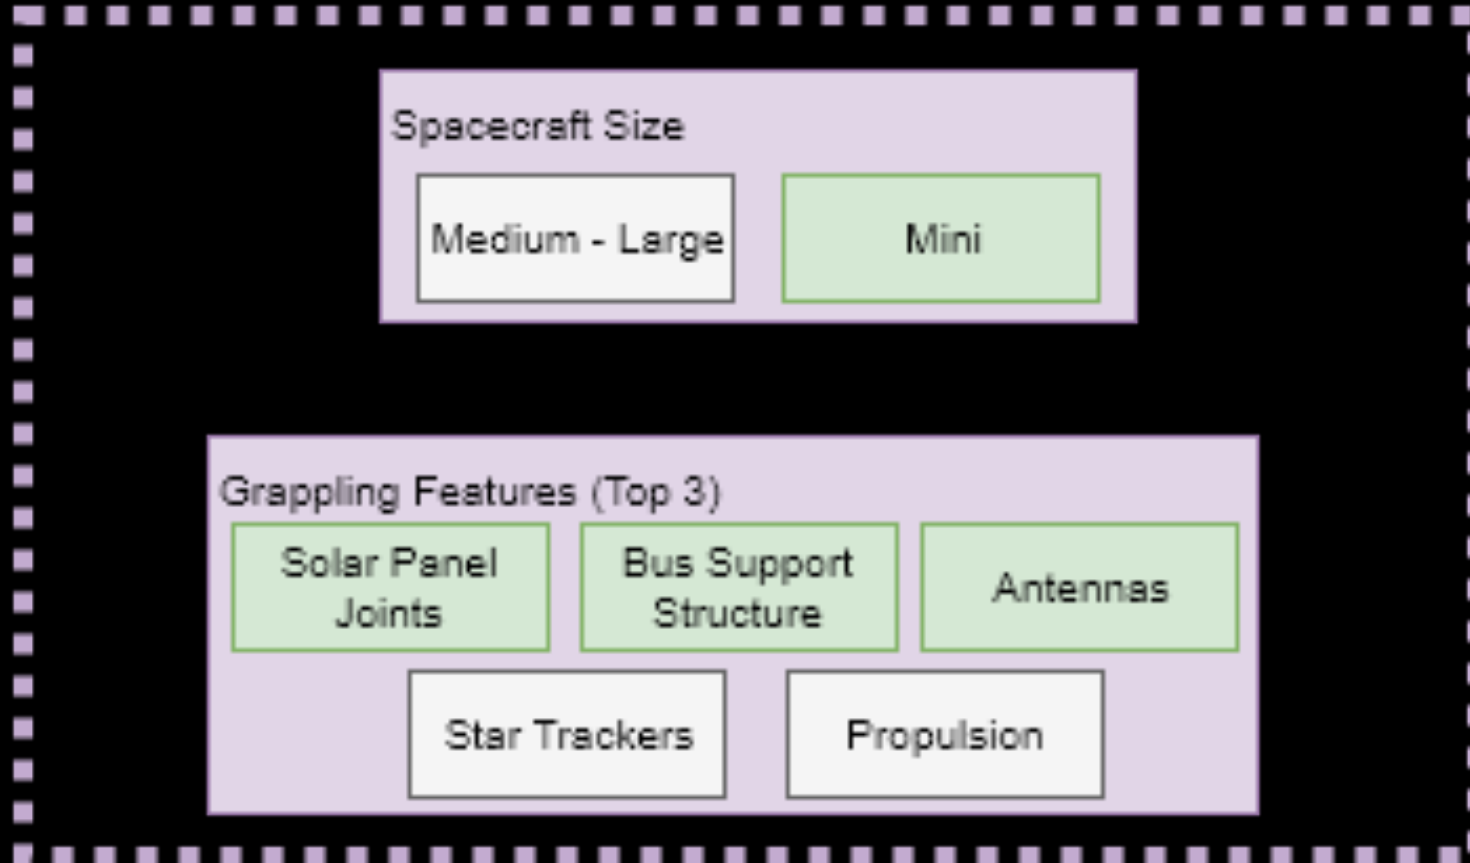 Spacecraft Size
Medium - Large
Mini
Grappling Features (Top 3)
Solar Panel
Joints
Bus Support
Structure
Antennas
Star Trackers
Propulsion